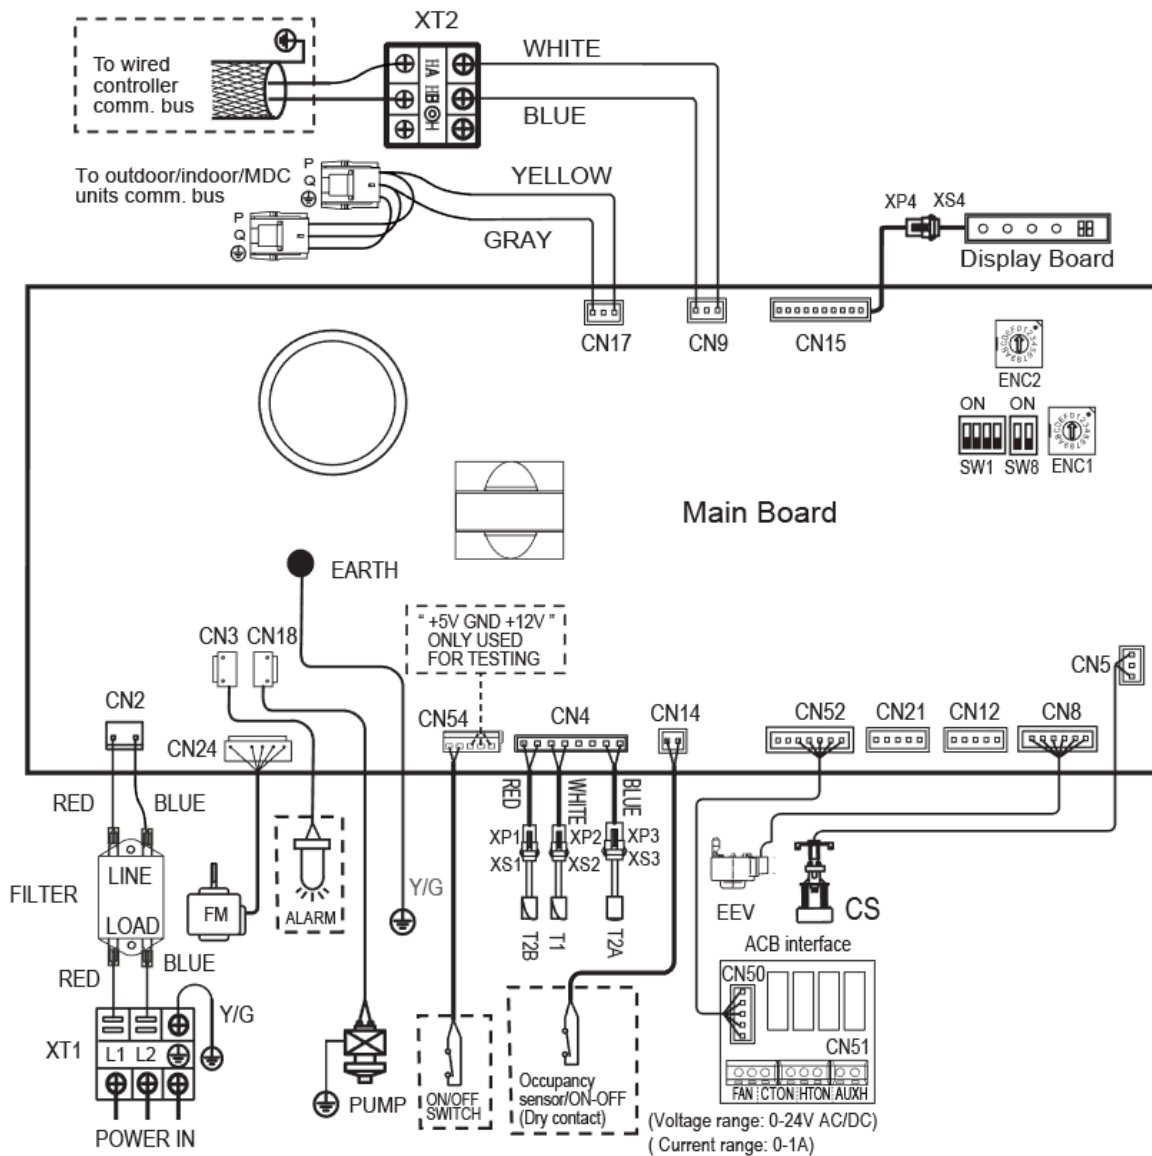 XT2
WHITE
To wired
controller
comm. bus
HA HB
BLUE
To outdoor/indoor/MDC
units comm. bus
P
Q
YELLOW
P
Q
GRAY
XP4 XS4
Display Board
CN17
CN9
CN15
ENC2
ON ON
SW1 SW8 ENC1
Main Board
EARTH
" +5V GND +12V "
ONLY USED
FOR TESTING
CN3 CN18
CN5
CN2
CN24
CN54
CN4
CN14
CN52
CN21
CN12
CN8
RED
BLUE
RED
WHITE
BLUE
XP1 XP2 XP3
XS1 XS2 XS3
FILTER
LINE
LOAD
FM
ALARM
Y/G
T2B
T1
T2A
EEV
CS
RED
BLUE
ACB interface
CN50
CN51
Y/G
XT1
L1 L2
POWER IN
PUMP
ON/OFF
SWITCH
Occupancy
sensor/ON-OFF
(Dry contact)
FAN CTON HTON AUXH
(Voltage range: 0-24V AC/DC)
( Current range: 0-1A)